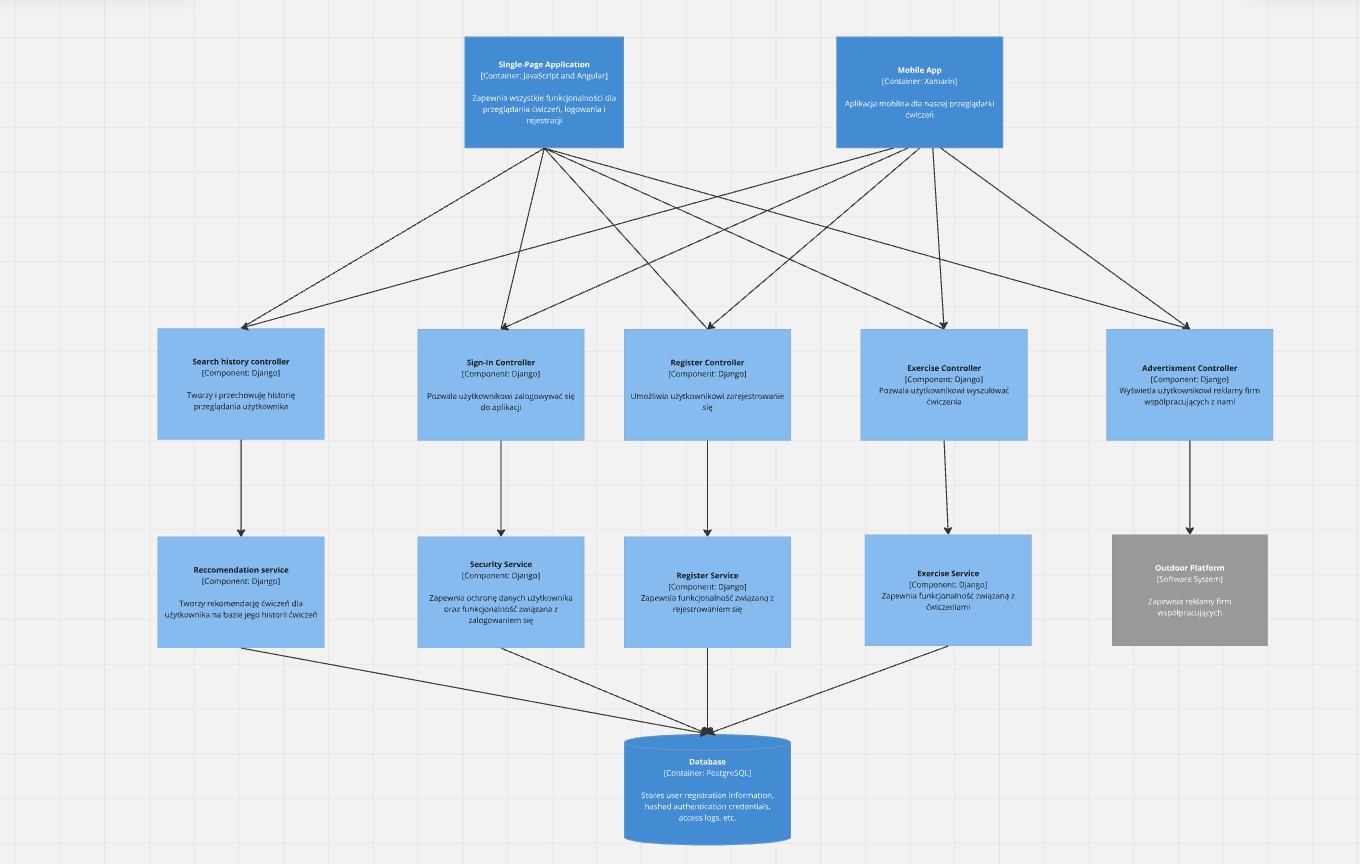 Single-Page Application
[Container: JavaScript and Angular]
Zapewnia wszystkie funkcjonalności dla
przeglądania ćwiczeń, logowania i
rejestracji
Mobile App
[Container: Xamarin]
Aplikacja mobilna dla naszej przeglądarki
ćwiczeń
Search history controller
[Component: Django]
Tworzy i przechowuję historię
przeglądania użytkownika
Sign-In Controller
[Component: Django]
Pozwala użytkownikowi zalogowywać się
do aplikacji
Register Controller
[Component: Django]
Umożliwia użytkownikowi zarejestrowanie
się
Exercise Controller
[Component: Django]
Pozwala użytkownikowi wyszukiwać
ćwiczenia
Advertisment Controller
[Component: Django]
Wyświetla użytkownikowi reklamy firm
współpracujących z nami
Reccomendation service
[Component: Django]
Tworzy rekomendację ćwiczeń dla
użytkownika na bazie jego historii ćwiczeń
Security Service
[Component: Django]
Zapewnia ochronę danych użytkownika
oraz funkcjonalność związana z
zalogowaniem się
Register Service
[Component: Django]
Zapewnia funkcjonalność związaną z
rejestrowaniem się
Exercise Service
[Component: Django]
Zapewnia funkcjonalność związaną z
ćwiczeniami
Outdoor Platform
[Software System]
Zapewnia reklamy firm
współpracujących
Database
[Container: PostgreSQL]
Stores user registration information,
hashed authentication credentials,
access logs, etc.